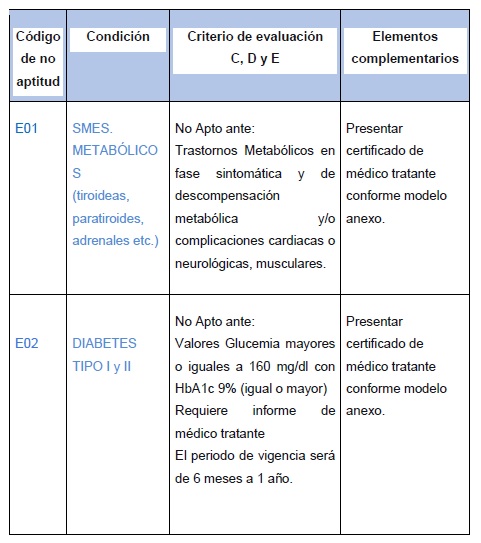 Código
de no
aptitud
Condición
Criterio de evaluación
C, D y E
Elementos
complementarios
E01
SMES.
METABÓLICO
S
(tiroideas,
paratiroides,
adrenales etc.)
No Apto ante:
Trastornos Metabólicos en
fase sintomática y de
descompensación
metabólica y/o
complicaciones cardiacas o
neurológicas, musculares.
Presentar
certificado de
médico tratante
conforme modelo
anexo.
E02
DIABETES
TIPO I y II
No Apto ante:
Valores Glucemia mayores
o iguales a 160 mg/dl con
HbA1c 9% (igual o mayor)
Requiere informe de
médico tratante
El periodo de vigencia será
de 6 meses a 1 año.
Presentar
certificado de
médico tratante
conforme modelo
anexo.